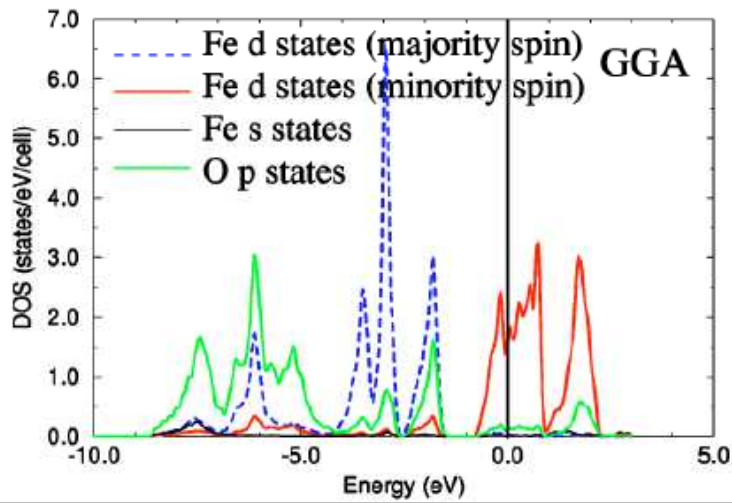 7.0
6.0
5.0
4.0
3.0
2.0
1.0
0.0
DOS (states/eV/cell)
Fe d states (majority spin)
Fe d states (minority spin)
Fe s states
O p states
GGA
-10.0
-5.0
0.0
5.0
Energy (eV)